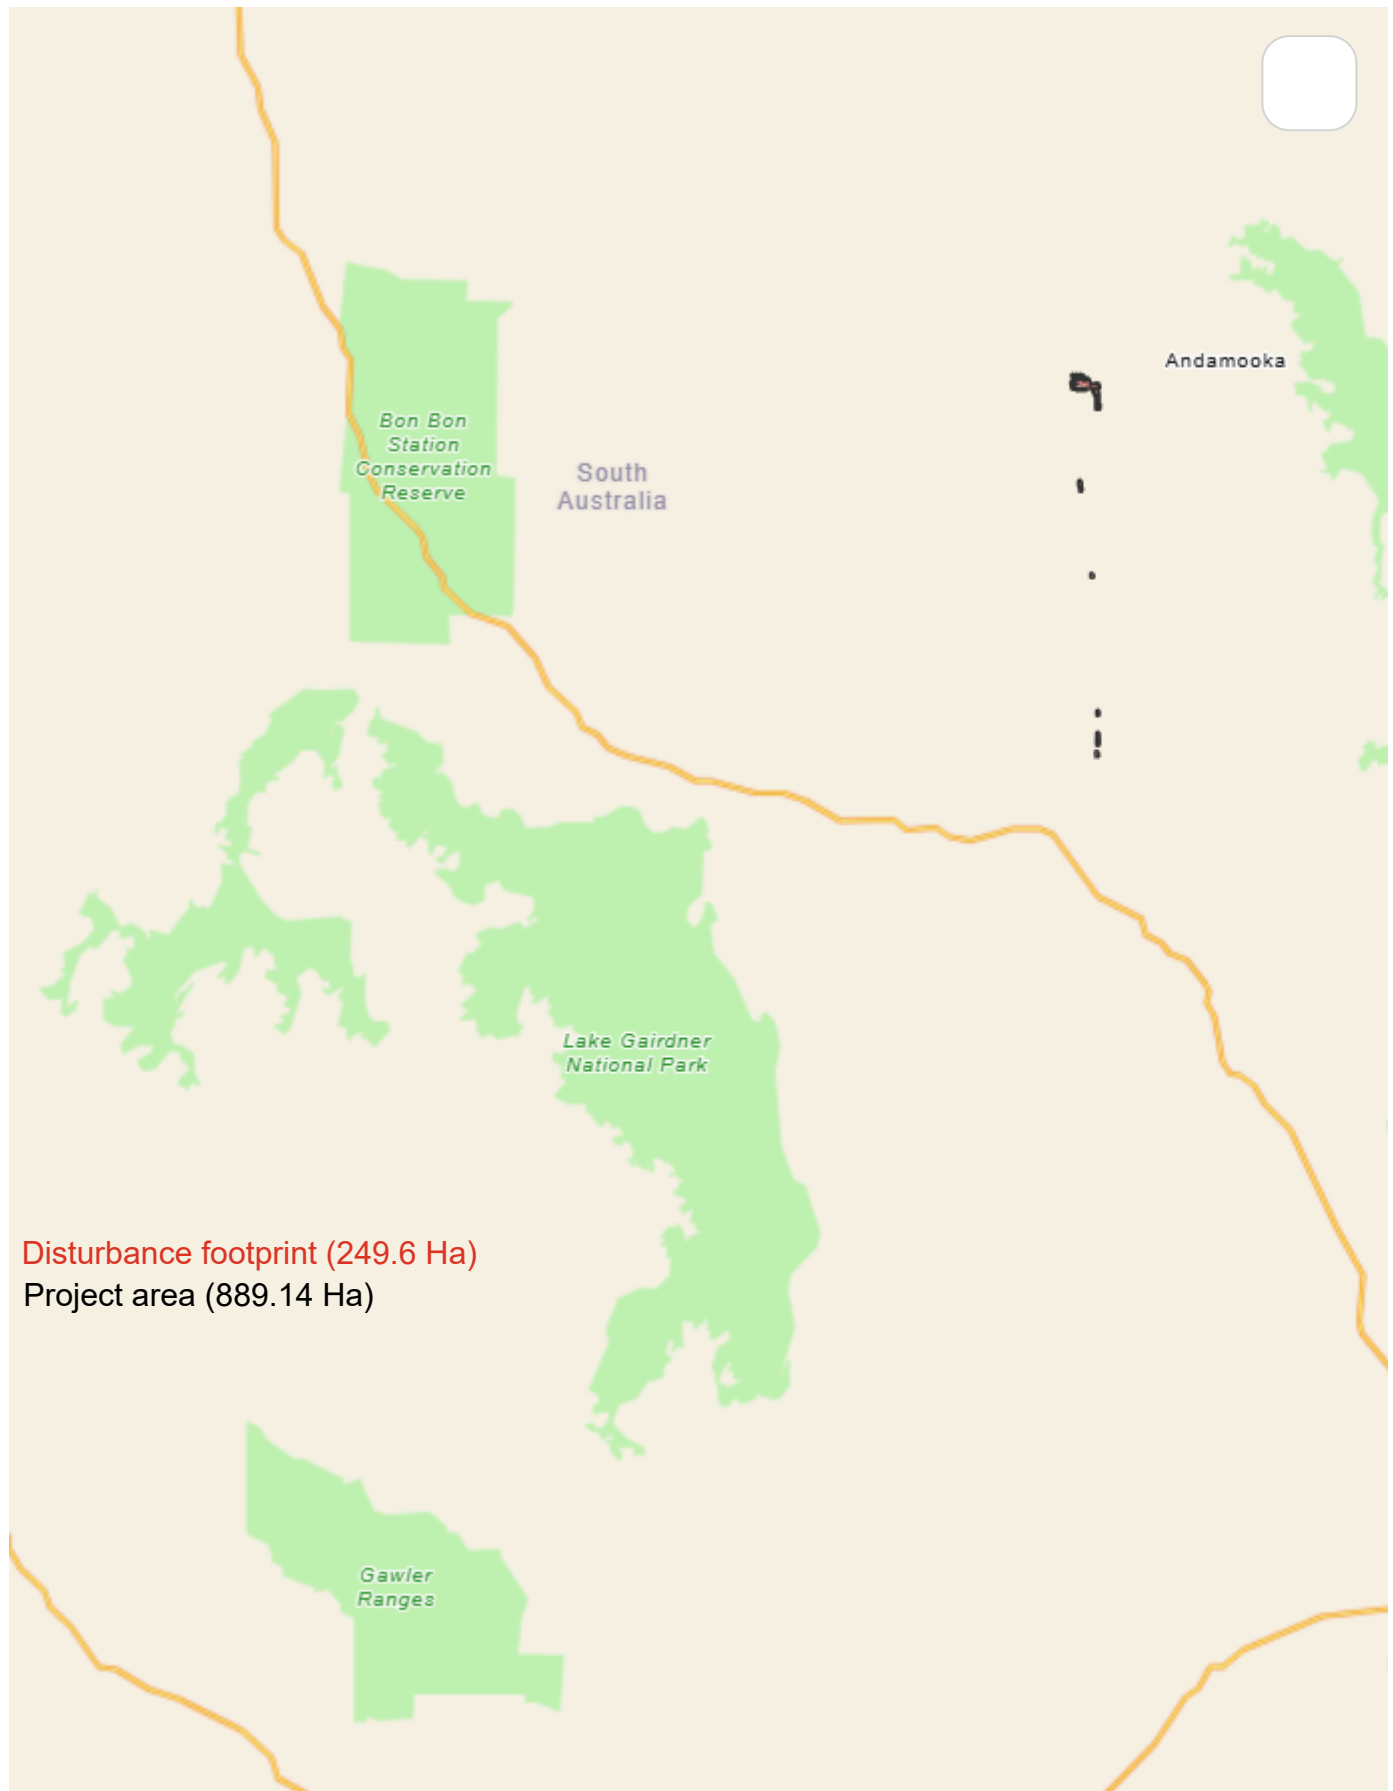 Andamooka
Bon Bon
Station
Conservation
Reserve
South
Australia
Lake Gairdner
National Park
Disturbance footprint (249.6 Ha)
Project area (889.14 Ha)
Gawler
Ranges